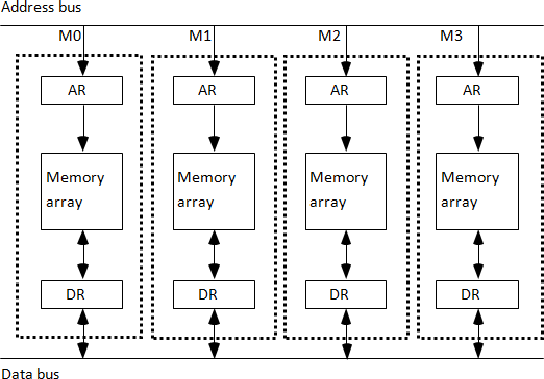 Address bus
M0 M1 M2 M3
AR AR AR AR
Memory Memory Memory Memory
array array array array
DR DR DR DR
Data bus